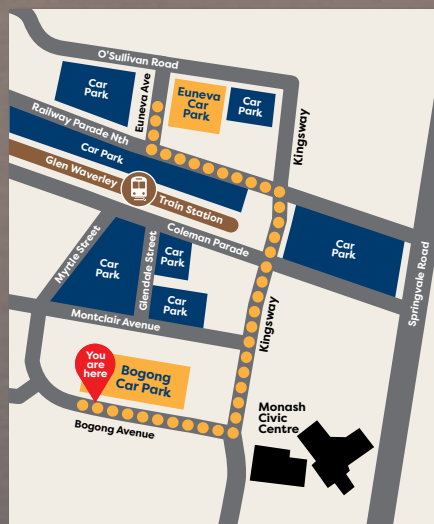 O'Sullivan Road
Car
Park
Euneva Ave
Euneva
Car
Park
Car
Park
Kingsway
Railway Parade Nth
Car Park
Glen Waverley
Train Station
Coleman Parade
Car
Park
Springvale Road
Myrtle Street
Car
Park
Glendale Street
Car
Park
Car
Park
Montclair Avenue
Kingsway
You
are
here
Bogong
Car Park
Bogong Avenue
Monash
Civic
Centre